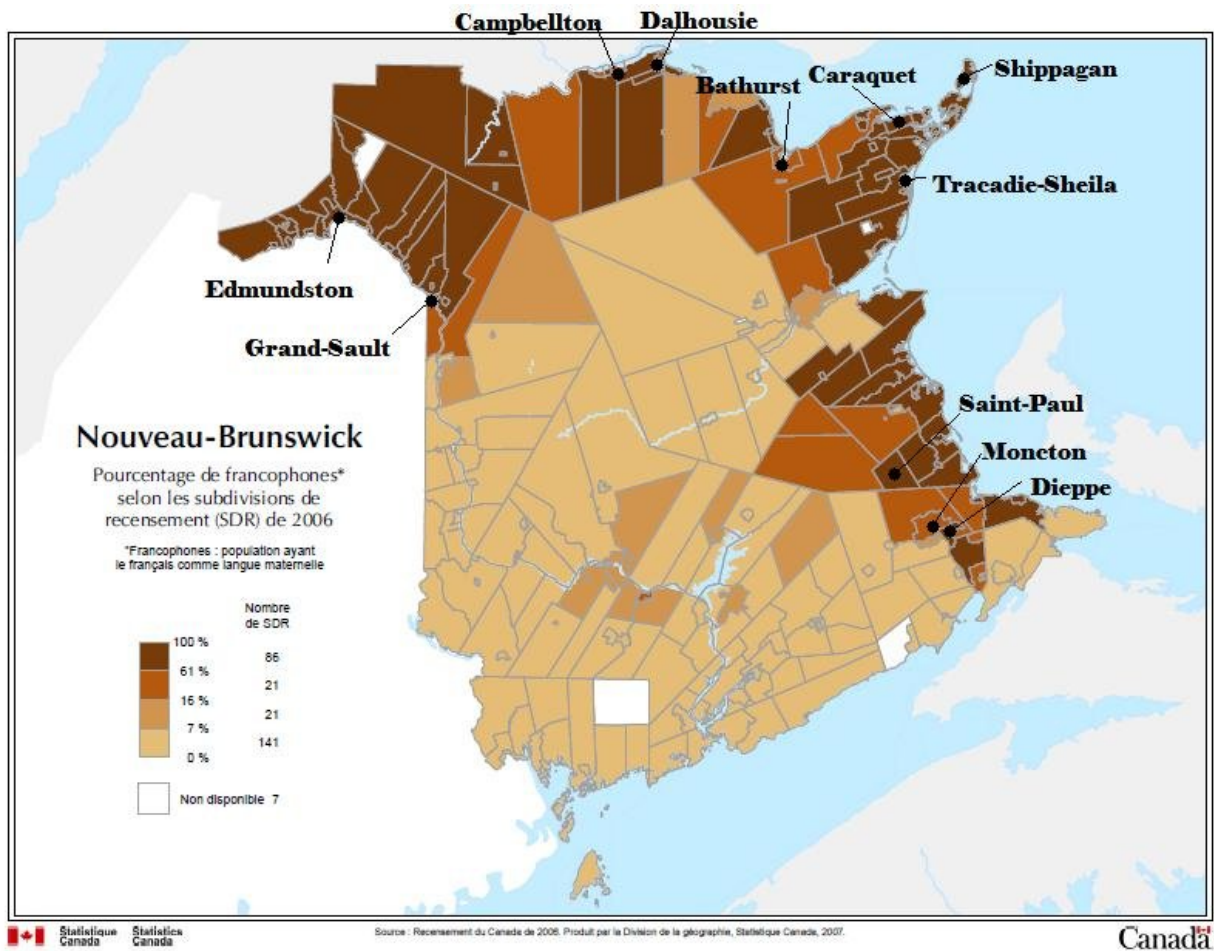 Campbellton
Dalhousie
Bathurst
Caraquet
Shippagan
Tracadie-Sheila
Edmundston
Grand-Sault
Saint-Paul
Moncton
Dieppe
Nouveau-Brunswick
Pourcentage de francophones*
selon les subdivisions de
recensement (SDR) de 2006
*Francophones : population ayant
le français comme langue maternelle
Nombre
de SDR
100 %
86
61 %
21
16 %
21
7 %
141
0 %
Non disponible 7
Statistique
Canada
Statistics
Canada
Source : Recensement du Canada de 2006. Produit par la Division de la géographie, Statistique Canada, 2007.
Canada